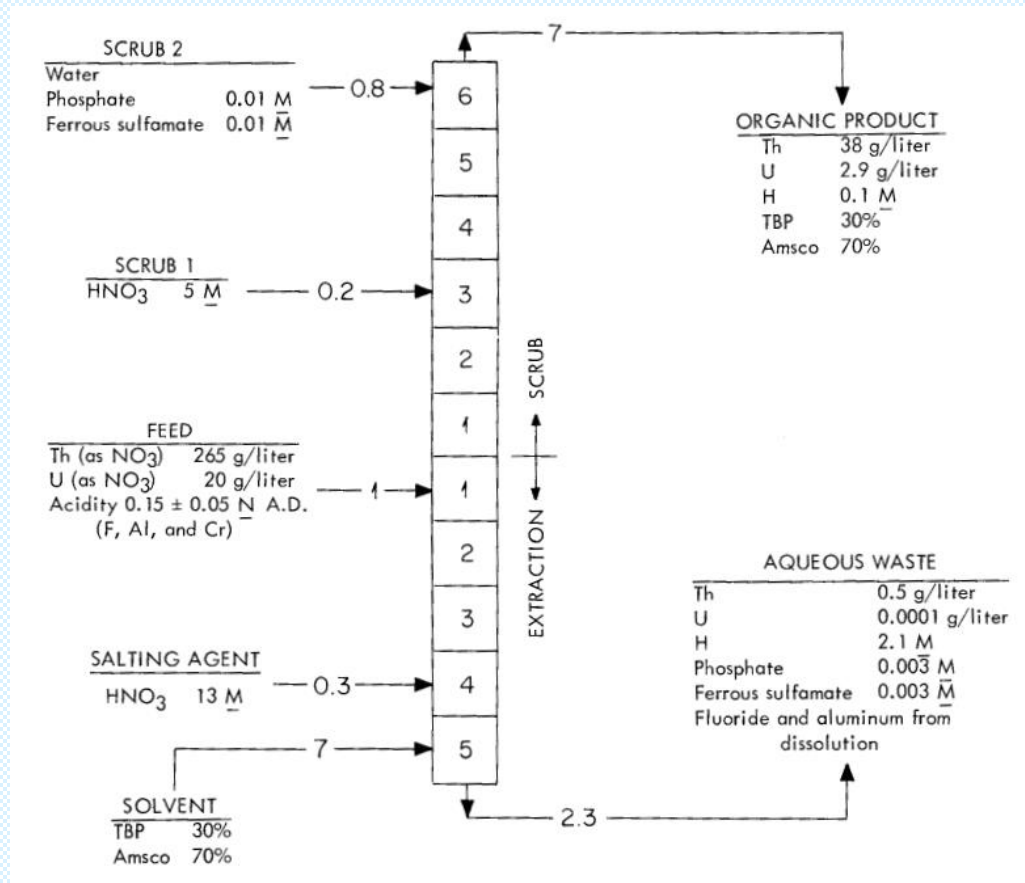 SCRUB 2
Water
Phosphate 0.01 M
Ferrous sulfamate 0.01 M
0.8
7
ORGANIC PRODUCT
Th 38 g/liter
U 2.9 g/liter
H 0.1 M
TBP 30%
Amsco 70%
6
5
4
SCRUB 1
HNO3 5 M
0.2
3
2
1
SCRUB
FEED
Th (as NO3) 265 g/liter
U (as NO3) 20 g/liter
Acidity 0.15 ± 0.05 N A.D.
(F, Al, and Cr)
1
1
2
3
EXTRACTION
SALTING AGENT
HNO3 13 M
0.3
4
5
7
SOLVENT
TBP 30%
Amsco 70%
2.3
AQUEOUS WASTE
Th 0.5 g/liter
U 0.0001 g/liter
H 2.1 M
Phosphate 0.003 M
Ferrous sulfamate 0.003 M
Fluoride and aluminum from
dissolution